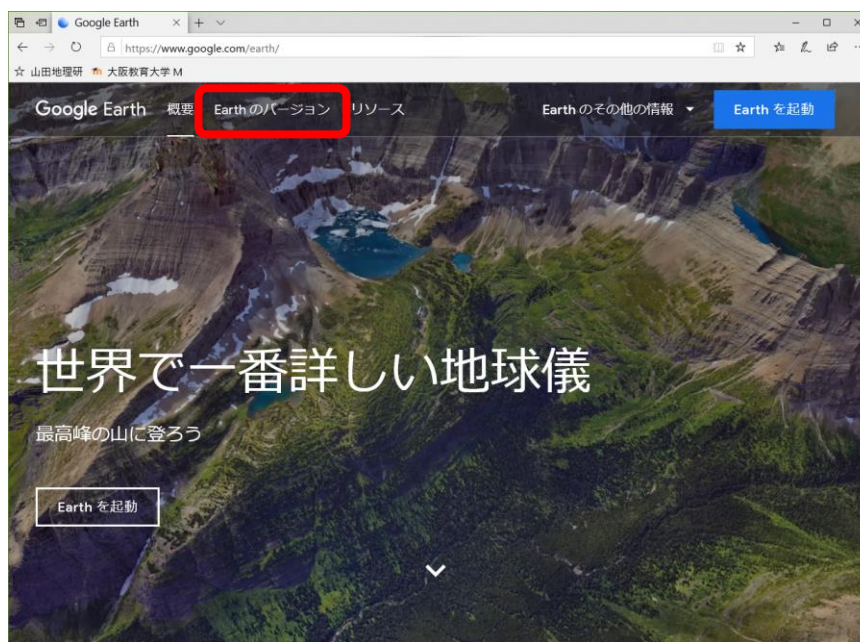 Google Earth
https://www.google.com/earth/
山田地理研 大阪教育大学 M
Google Earth 概要 Earth のバージョン リソース Earth のその他の情報 Earth を起動
世界で一番詳しい地球儀
最高峰の山に登ろう
Earth を起動